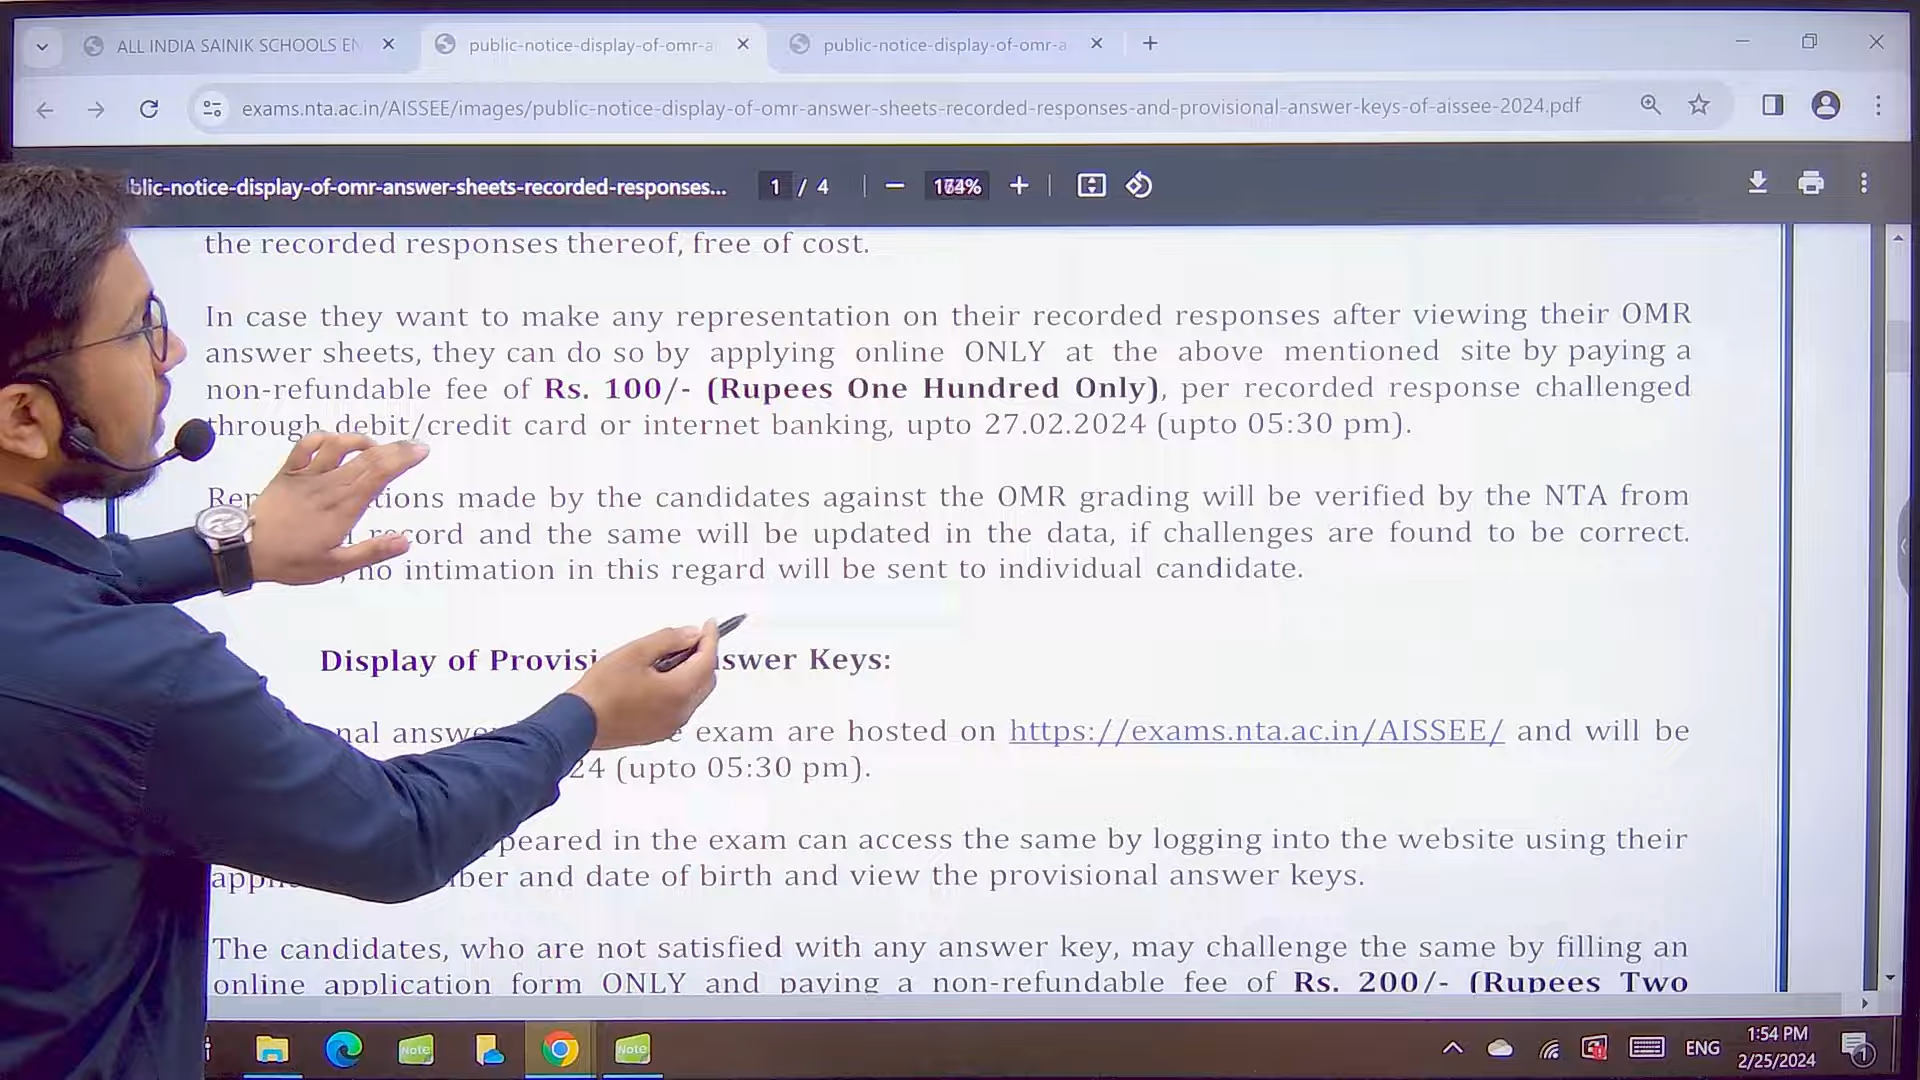 ALL INDIA SAINIK SCHOOLS EN
public-notice-display-of-omr-a
public-notice-display-of-omr-a
exams.nta.ac.in/AISSEE/images/public-notice-display-of-omr-answer-sheets-recorded-responses-and-provisional-answer-keys-of-aissee-2024.pdf
blic-notice-display-of-omr-answer-sheets-recorded-responses...
1 / 4
the recorded responses thereof, free of cost.
In case they want to make any representation on their recorded responses after viewing their OMR
answer sheets, they can do so by applying online ONLY at the above mentioned site by paying a
non-refundable fee of Rs. 100/- (Rupees One Hundred Only), per recorded response challenged
through debit/credit card or internet banking, upto 27.02.2024 (upto 05:30 pm).
made by the candidates against the OMR grading will be verified by the NTA from
record and the same will be updated in the data, if challenges are found to be correct.
no intimation in this regard will be sent to individual candidate.
Display of Provisi swer Keys:
nal answe exam are hosted on https://exams.nta.ac.in/AISSEE/ and will be
24 (upto 05:30 pm).
peared in the exam can access the same by logging into the website using their
ber and date of birth and view the provisional answer keys.
The candidates, who are not satisfied with any answer key, may challenge the same by filling an
online application form ONLY and paying a non-refundable fee of Rs. 200/- (Rupees Two
Note
Note
ENG
1:54 PM
2/25/2024
1